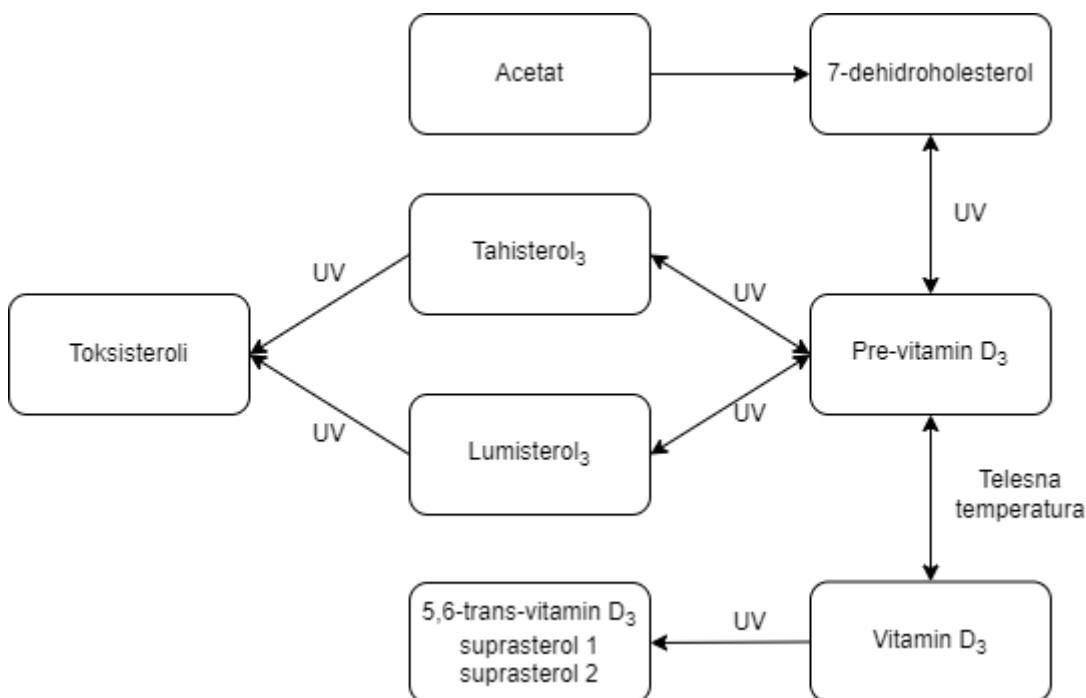 Acetat
7-dehidroholesterol
UV
Tahisterol₃
UV
UV
Toksisteroli
Pre-vitamin D₃
UV
UV
Lumisterol₃
Telesna
temperatura
5,6-trans-vitamin D₃
suprasterol 1
suprasterol 2
UV
Vitamin D₃